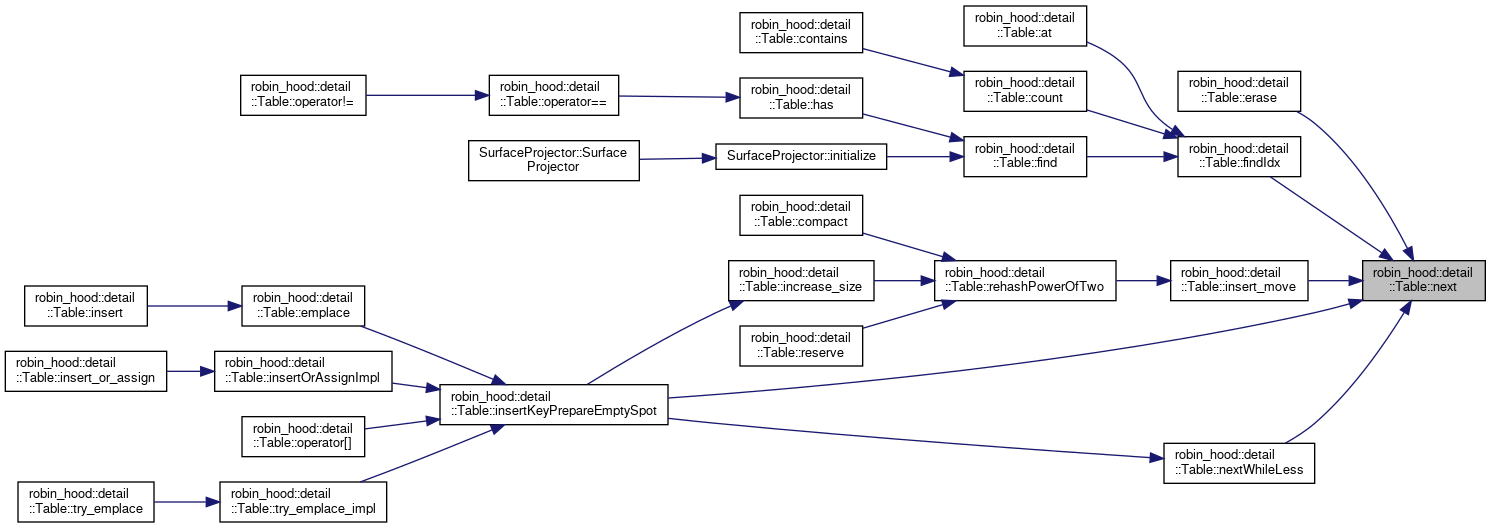 robin_hood::detail
::Table::at
robin_hood::detail
::Table::contains
robin_hood::detail
::Table::count
robin_hood::detail
::Table::erase
robin_hood::detail
::Table::operator!=
robin_hood::detail
::Table::operator==
robin_hood::detail
::Table::has
SurfaceProjector::Surface
Projector
SurfaceProjector::initialize
robin_hood::detail
::Table::find
robin_hood::detail
::Table::findIdx
robin_hood::detail
::Table::compact
robin_hood::detail
::Table::increase_size
robin_hood::detail
::Table::rehashPowerOfTwo
robin_hood::detail
::Table::insert_move
robin_hood::detail
::Table::next
robin_hood::detail
::Table::insert
robin_hood::detail
::Table::emplace
robin_hood::detail
::Table::reserve
robin_hood::detail
::Table::insert_or_assign
robin_hood::detail
::Table::insertOrAssignImpl
robin_hood::detail
::Table::insertKeyPrepareEmptySpot
robin_hood::detail
::Table::operator[]
robin_hood::detail
::Table::nextWhileLess
robin_hood::detail
::Table::try_emplace
robin_hood::detail
::Table::try_emplace_impl